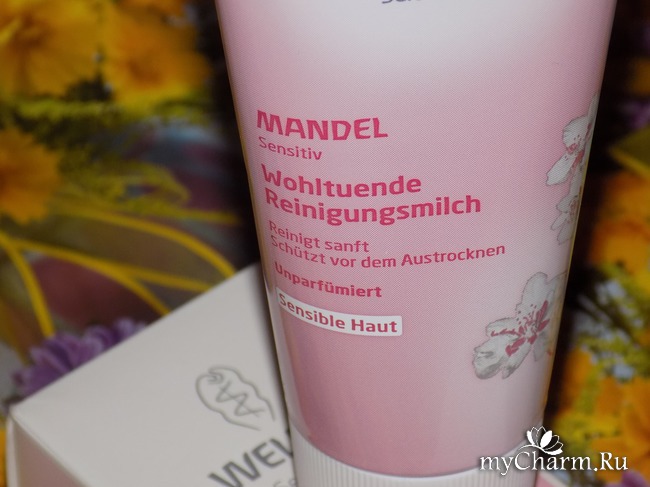 MANDEL
Sensitiv
Wohltuende
Reinigungsmilch
Reinigt sanft
Schützt vor dem Austrocknen
Unparfümiert
Sensible Haut
myCharm.Ru